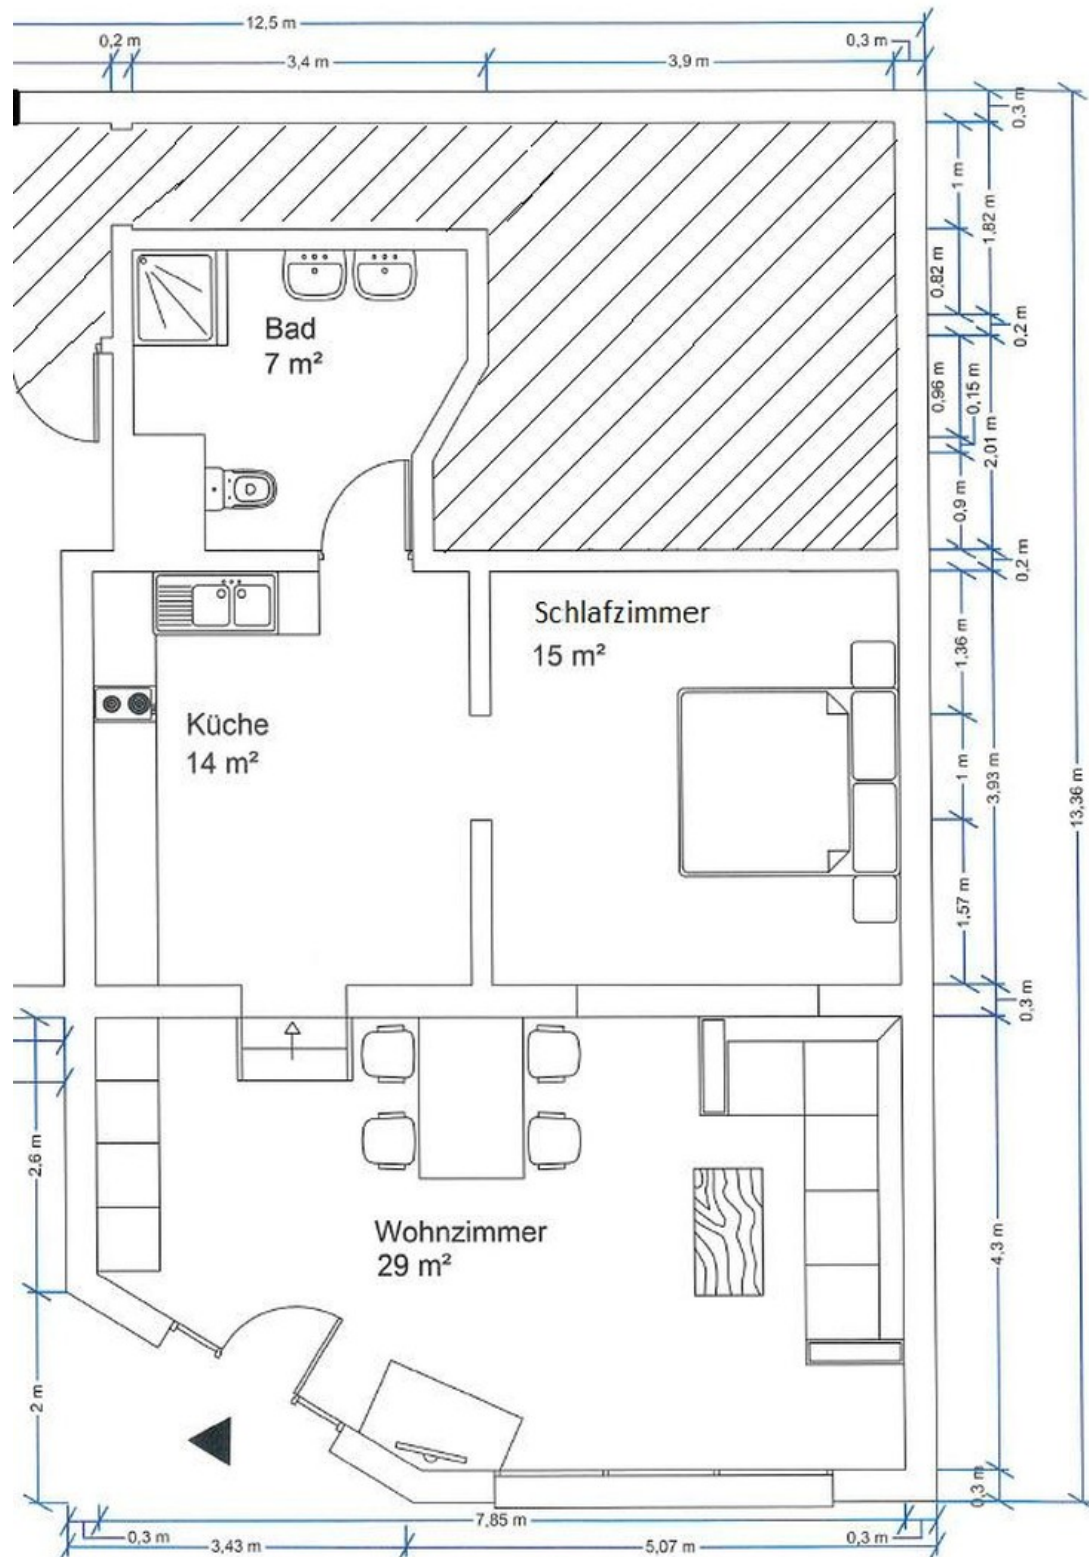 12,5 m
0,2 m
0,3 m
3,4 m
3,9 m
0,3 m
1 m
1,82 m
0,82 m
0,2 m
0,96 m
0,15 m
2,01 m
0,9 m
0,2 m
1,36 m
1 m
3,93 m
13,36 m
1,57 m
0,3 m
4,3 m
0,3 m
Bad
7 m²
Schlafzimmer
15 m²
Küche
14 m²
Wohnzimmer
29 m²
2,6 m
2 m
7,85 m
0,3 m
0,3 m
3,43 m
5,07 m